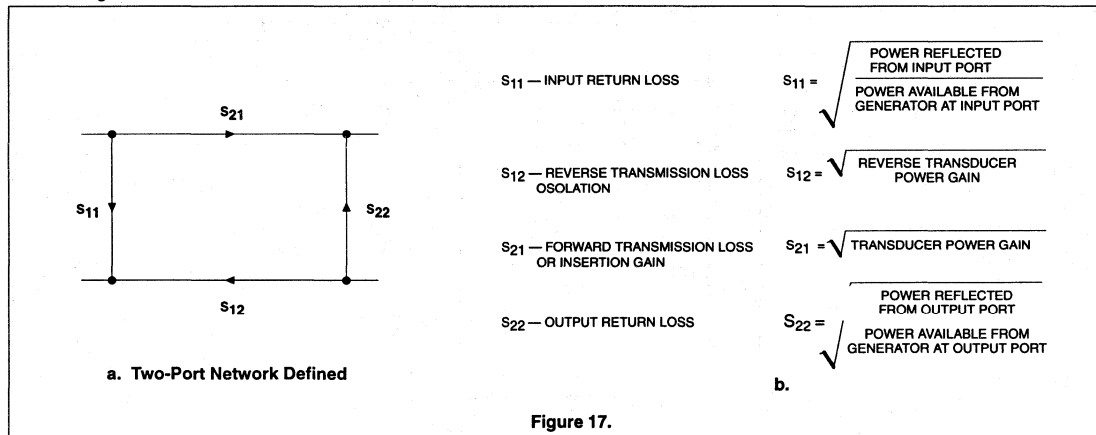 S21
S11
S22
S12
a. Two-Port Network Defined
S11 — INPUT RETURN LOSS
S11 = √
POWER REFLECTED
FROM INPUT PORT
POWER AVAILABLE FROM
GENERATOR AT INPUT PORT
S12 — REVERSE TRANSMISSION LOSS
OSOLATION
S12 = √
REVERSE TRANSDUCER
POWER GAIN
S21 — FORWARD TRANSMISSION LOSS
OR INSERTION GAIN
S21 = √ TRANSDUCER POWER GAIN
S22 — OUTPUT RETURN LOSS
S22 = √
POWER REFLECTED
FROM OUTPUT PORT
POWER AVAILABLE FROM
GENERATOR AT OUTPUT PORT
b.
Figure 17.